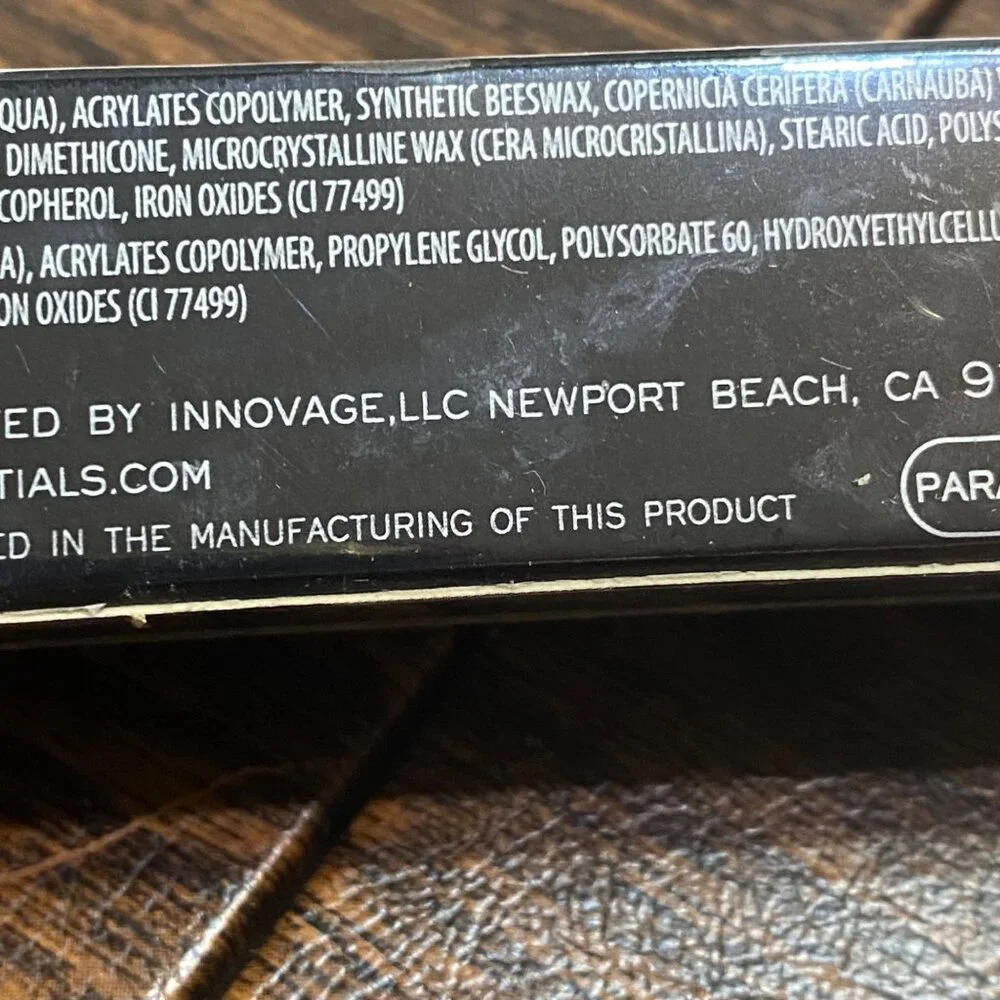 QUA), ACRYLATES COPOLYMER, SYNTHETIC BEESWAX, COPERNICIA CERIFERA (CARNAUBA)
DIMETHICONE, MICROCRYSTALLINE WAX (CERA MICROCRISTALLINA), STEARIC ACID, POLYS
COPHEROL, IRON OXIDES (CI 77499)
A), ACRYLATES COPOLYMER, PROPYLENE GLYCOL, POLYSORBATE 60, HYDROXYETHYLCELLU
ON OXIDES (CI 77499)
ED BY INNOVAGE,LLC NEWPORT BEACH, CA 9
TIALS.COM
PARA
ED IN THE MANUFACTURING OF THIS PRODUCT